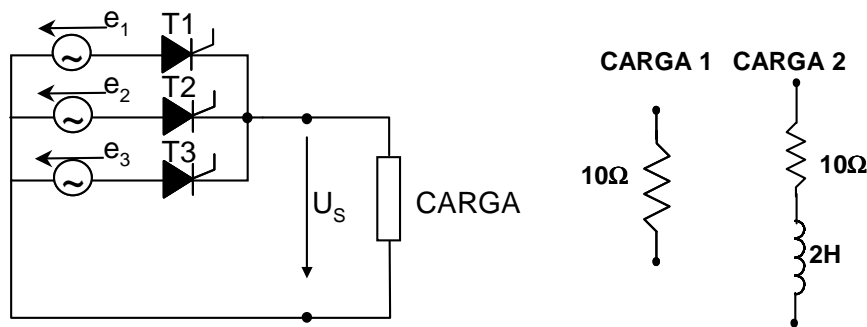 e1
T1
e2
T2
e3
T3
US
CARGA
CARGA 1
CARGA 2
10Ω
10Ω
2H